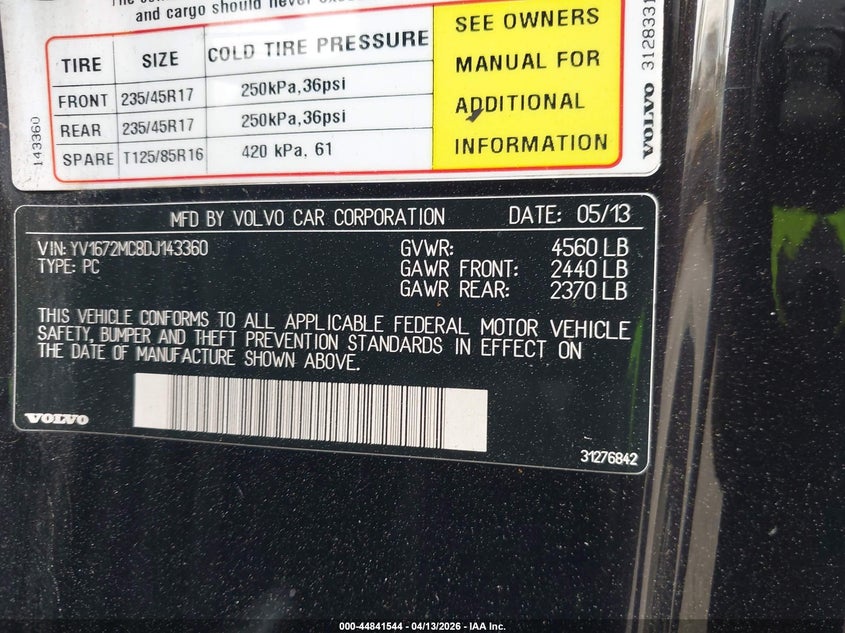 and cargo should never
TIRE SIZE COLD TIRE PRESSURE
FRONT 235/45R17 250kPa,36psi
REAR 235/45R17 250kPa,36psi
SPARE T125/85R16 420 kPa, 61
SEE OWNERS
MANUAL FOR
ADDITIONAL
INFORMATION
143360
VOLVO 31283331
MFD BY VOLVO CAR CORPORATION DATE: 05/13
VIN: YV1672MC8DJ143360 GVWR: 4560 LB
TYPE: PC GAWR FRONT: 2440 LB
GAWR REAR: 2370 LB
THIS VEHICLE CONFORMS TO ALL APPLICABLE FEDERAL MOTOR VEHICLE
SAFETY, BUMPER AND THEFT PREVENTION STANDARDS IN EFFECT ON
THE DATE OF MANUFACTURE SHOWN ABOVE.
VOLVO
31276842
000-44841544 - 04/13/2026 - IAA Inc.